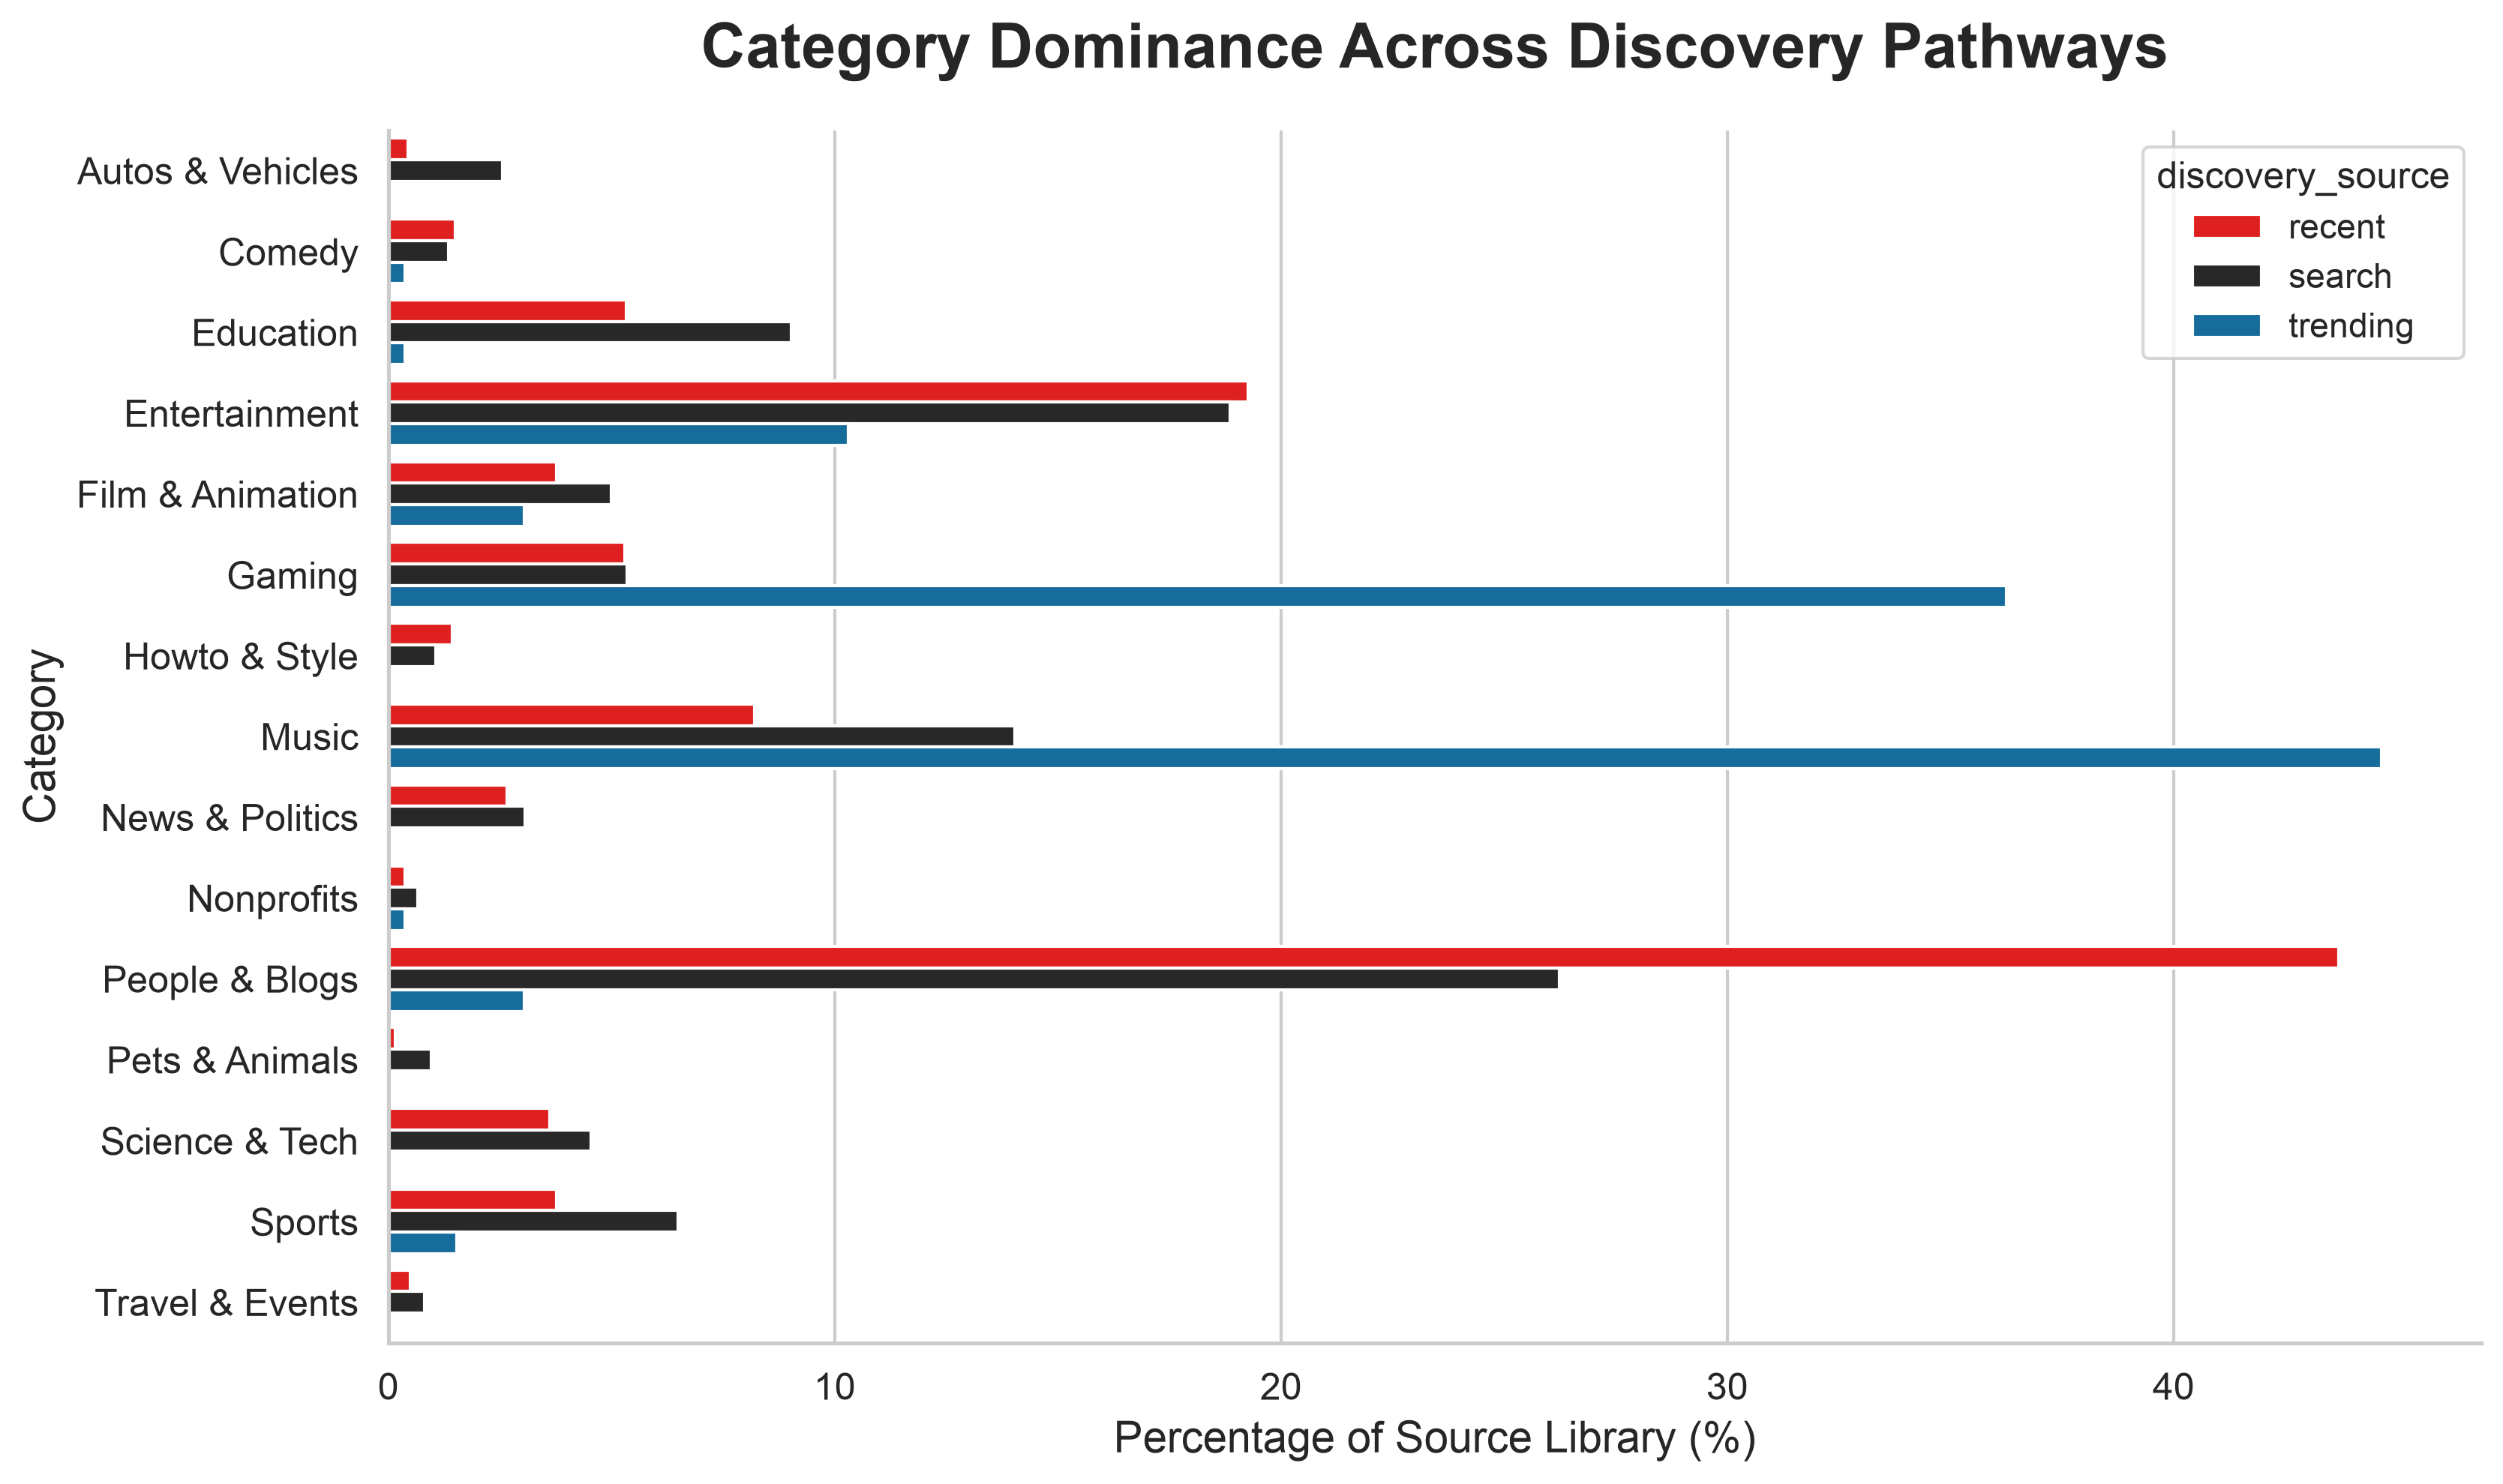 Category Dominance Across Discovery Pathways
discovery_source
recent
search
trending
Category
Autos & Vehicles
Comedy
Education
Entertainment
Film & Animation
Gaming
Howto & Style
Music
News & Politics
Nonprofits
People & Blogs
Pets & Animals
Science & Tech
Sports
Travel & Events
0 10 20 30 40
Percentage of Source Library (%)